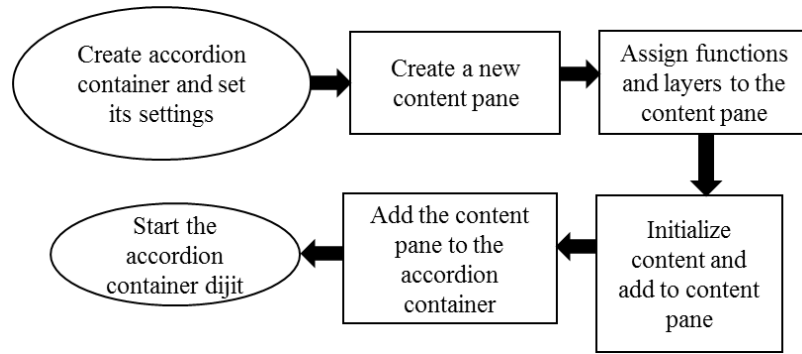 Create accordion
container and set
its settings
Create a new
content pane
Assign functions
and layers to the
content pane
Initialize
content and
add to content
pane
Add the content
pane to the
accordion
container
Start the
accordion
container dijit